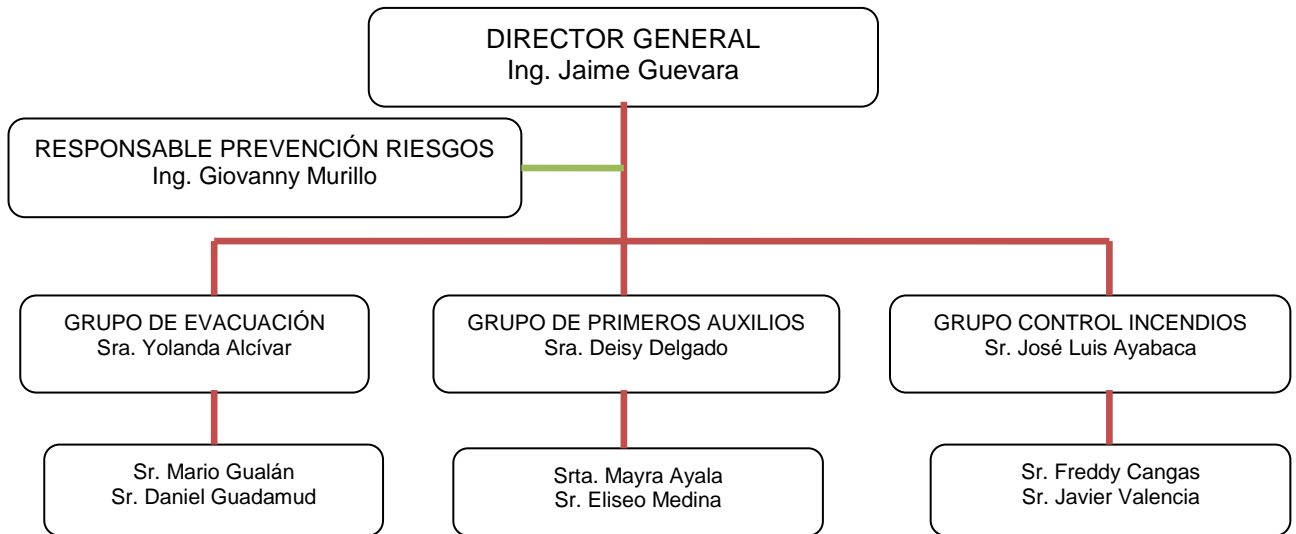 DIRECTOR GENERAL
Ing. Jaime Guevara
RESPONSABLE PREVENCIÓN RIESGOS
Ing. Giovanny Murillo
GRUPO DE EVACUACIÓN
Sra. Yolanda Alcívar
GRUPO DE PRIMEROS AUXILIOS
Sra. Deisy Delgado
GRUPO CONTROL INCENDIOS
Sr. José Luis Ayabaca
Sr. Mario Gualán
Sr. Daniel Guadamud
Srta. Mayra Ayala
Sr. Eliseo Medina
Sr. Freddy Cangas
Sr. Javier Valencia